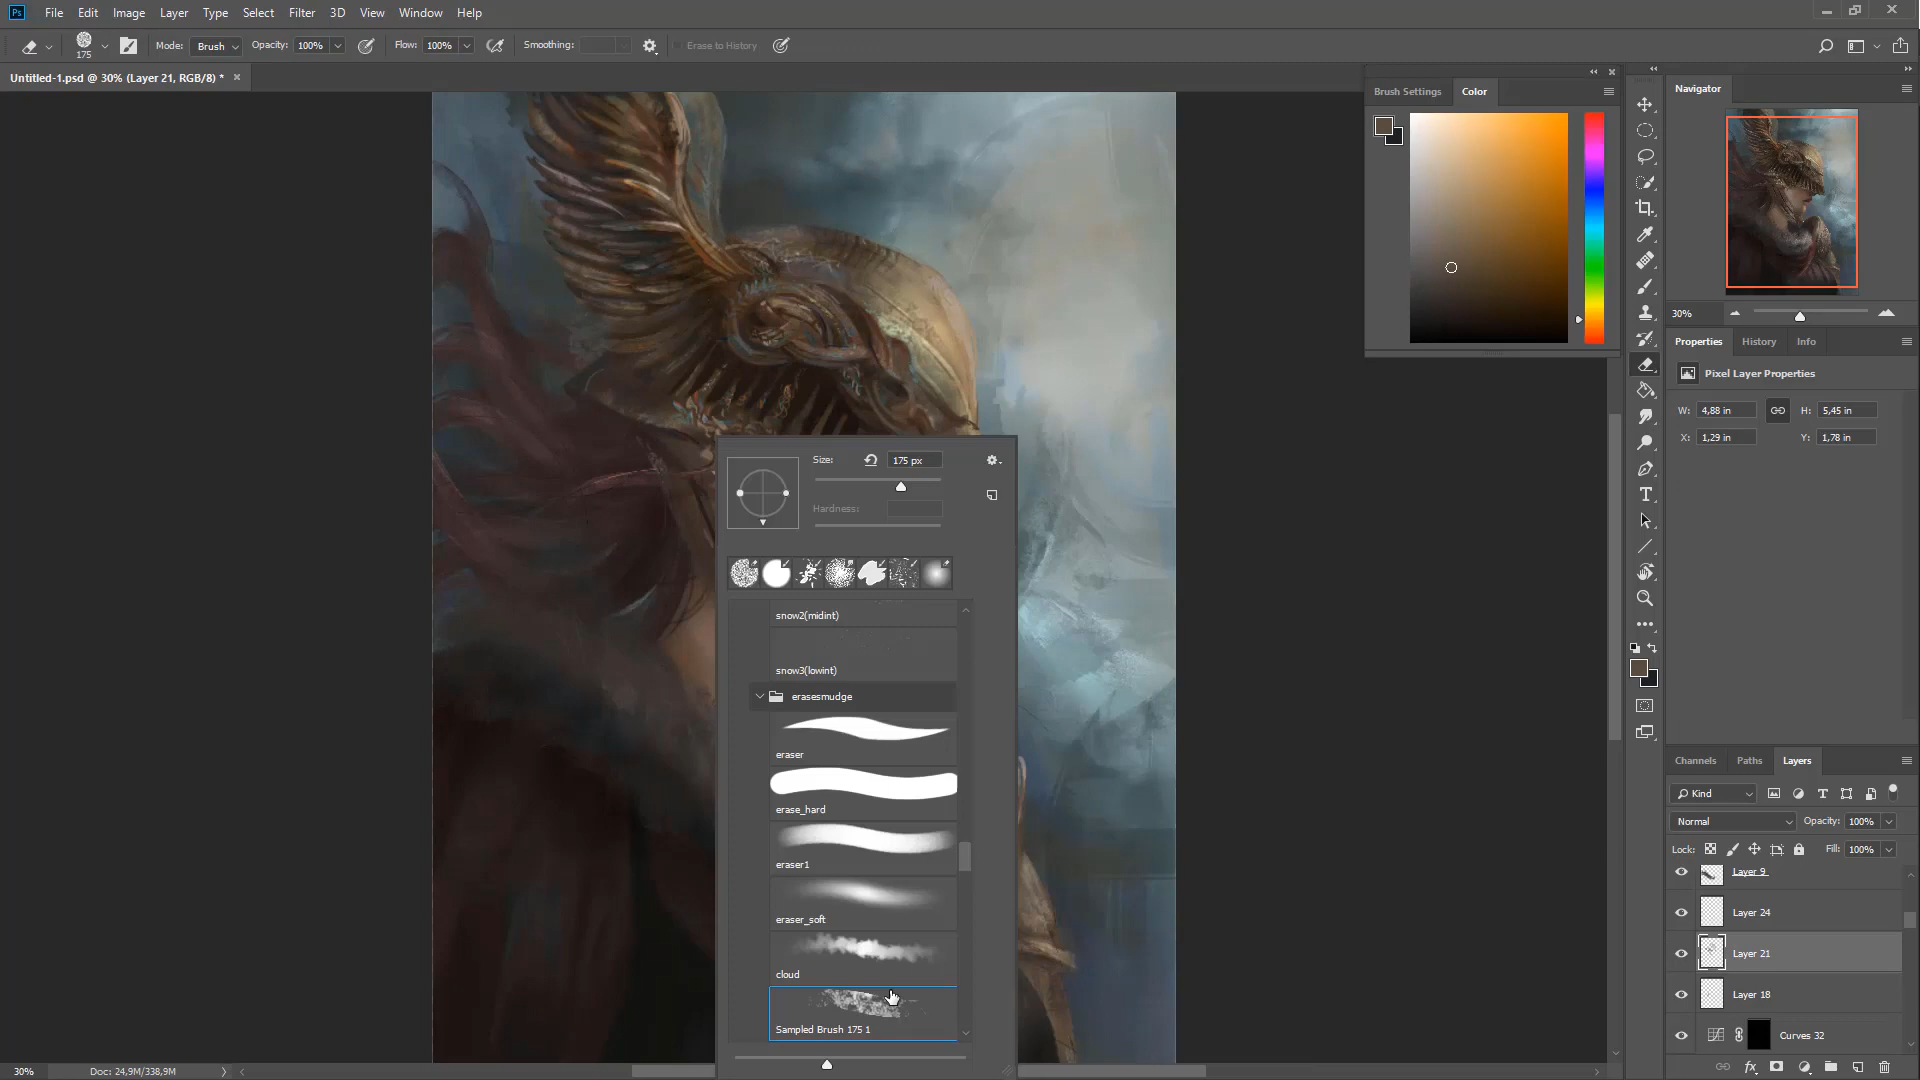 Ps File Edit Image Layer Type Select Filter 3D View Window Help
175 Mode: Brush Opacity: 100% Flow: 100% Smoothing: Erase to History
Untitled-1.psd @ 30% (Layer 21, RGB/8) *
Brush Settings Color
Navigator
30%
Properties History Info
Pixel Layer Properties
W: 4,88 in H: 5,45 in
X: 1,29 in Y: 1,78 in
Size: 175 px
Hardness:
snow2(midint)
snow3(lowint)
erasesmudge
eraser
erase_hard
eraser1
eraser_soft
cloud
Sampled Brush 175 1
Channels Paths Layers
Kind
Normal Opacity: 100%
Lock: Fill: 100%
Layer 9
Layer 24
Layer 21
Layer 18
Curves 32
30% Doc: 24,9M/338,9M